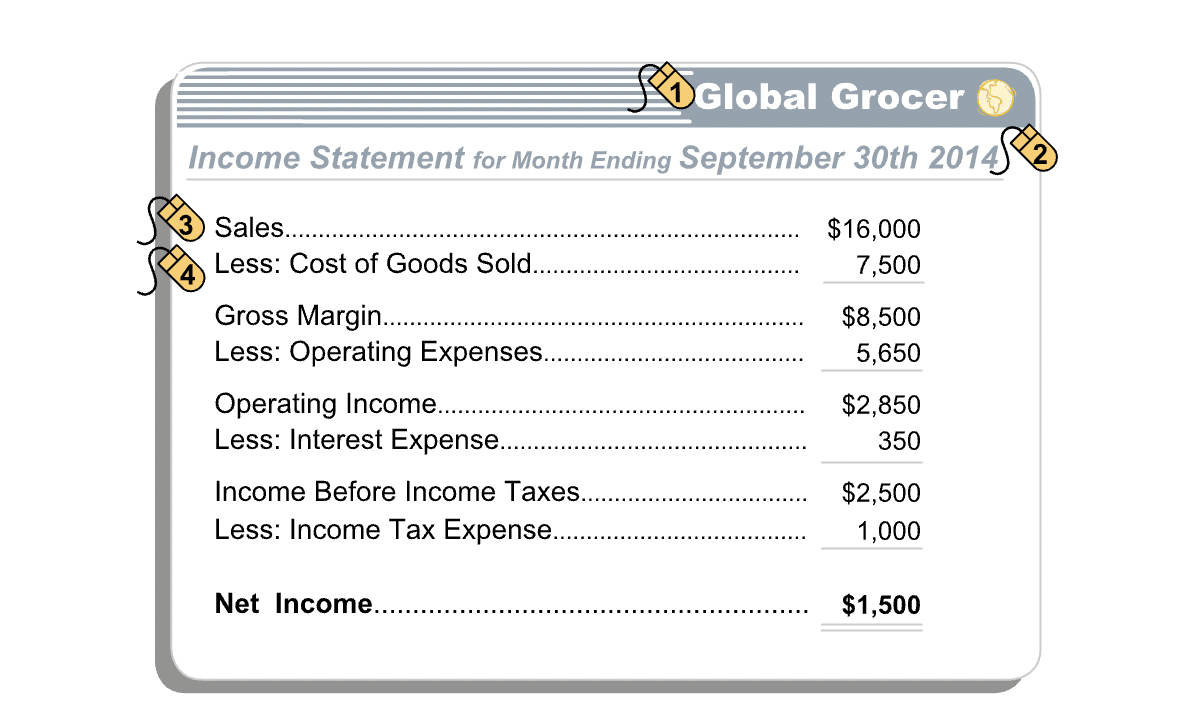 1 Global Grocer
Income Statement for Month Ending September 30th 2014 2
3 Sales........................................................................... $16,000
4 Less: Cost of Goods Sold....................................... 7,500
Gross Margin.............................................................. $8,500
Less: Operating Expenses...................................... 5,650
Operating Income...................................................... $2,850
Less: Interest Expense............................................. 350
Income Before Income Taxes................................. $2,500
Less: Income Tax Expense..................................... 1,000
Net Income....................................................... $1,500